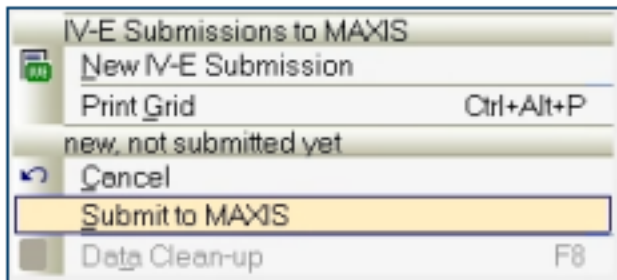 IV-E Submissions to MAXIS
New IV-E Submission
Print Grid Ctrl+Alt+P
new, not submitted yet
Cancel
Submit to MAXIS
Data Clean-up F8